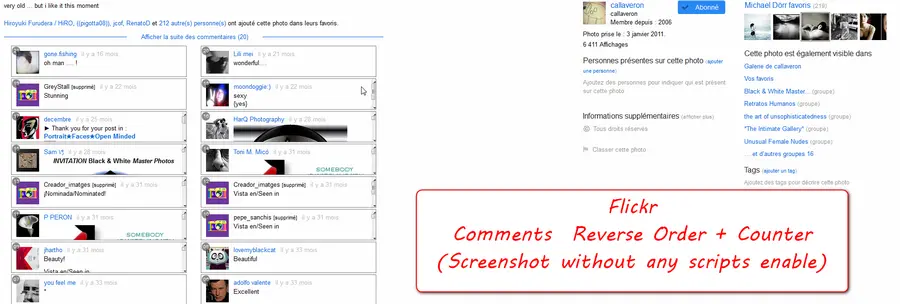 very old ... but i like it this moment
Hiroyuki Furudera / HiRO, ((pigotta08)), jcof, RenatoD et 212 autre(s) personne(s) ont ajouté cette photo dans leurs favoris.
Afficher la suite des commentaires (20)
gone.fishing il y a 16 mois
oh man .... !
Lili mei il y a 21 mois
wonderful....
GreyStall [supprimé] il y a 22 mois
Stunning
moondoggie:) il y a 22 mois
sexy
{yes}
decembre il y a 25 mois
► Thank you for your post in :
Portrait★Faces★Open Minded
HarQ Photography il y a 28 mois
il y a 28 mois
INVITATION Black & White Master Photos
Toni M. Micó il y a 31 mois
SOMEBODY
Creador_imatges [supprimé] il y a 31 mois
¡Nominada/Nominated!
Creador_imatges [supprimé] il y a 31 mois
Vista en/Seen in
P.PERON il y a 31 mois
SOMEBODY
pepe_sanchis [supprimé] il y a 31 mois
Vista en/Seen in
jhaitho il y a 31 mois
Beauty!
Vista en/Seen in
lovemyblackcat il y a 33 mois
Beautiful
you feel me il y a 33 mois
*
adolfo valente il y a 33 mois
Excellent
callaveron
callaveron
Membre depuis : 2006
Abonné
Photo prise le : 3 janvier 2011.
6 411 Affichages
Personnes présentes sur cette photo (ajouter
une personne)
Ajoutez des personnes pour indiquer qui est présent
sur cette photo
Informations supplémentaires (afficher plus)
Tous droits réservés
Classer cette photo
Michael Dörr favoris (218)
Cette photo est également visible dans
Galerie de callaveron
Vos favoris
Black & White Master... (groupe)
Retratos Humanos (groupe)
the art of unsophisticatedness (groupe)
"The Intimate Gallery" (groupe)
Unusual Female Nudes (groupe)
... et d'autres groupes 16
Tags (ajouter un tag)
Ajoutez des tags pour décrire cette photo
Flickr
Comments Reverse Order + Counter
(Screenshot without any scripts enable)